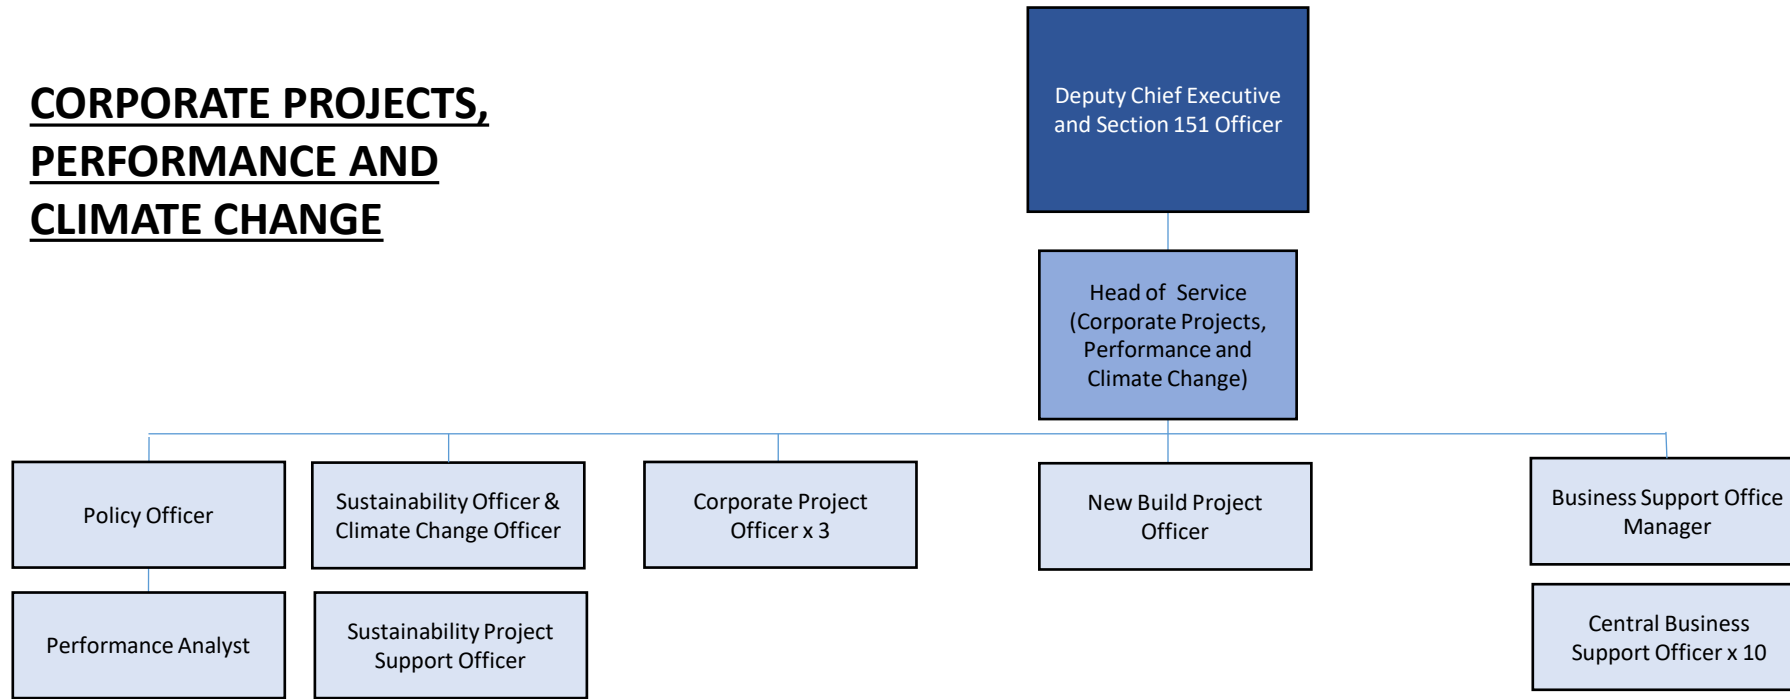 CORPORATE PROJECTS,
PERFORMANCE AND
CLIMATE CHANGE
Deputy Chief Executive
and Section 151 Officer
Head of Service
(Corporate Projects,
Performance and
Climate Change)
Policy Officer
Sustainability Officer &
Climate Change Officer
Corporate Project
Officer x 3
New Build Project
Officer
Business Support Office
Manager
Performance Analyst
Sustainability Project
Support Officer
Central Business
Support Officer x 10